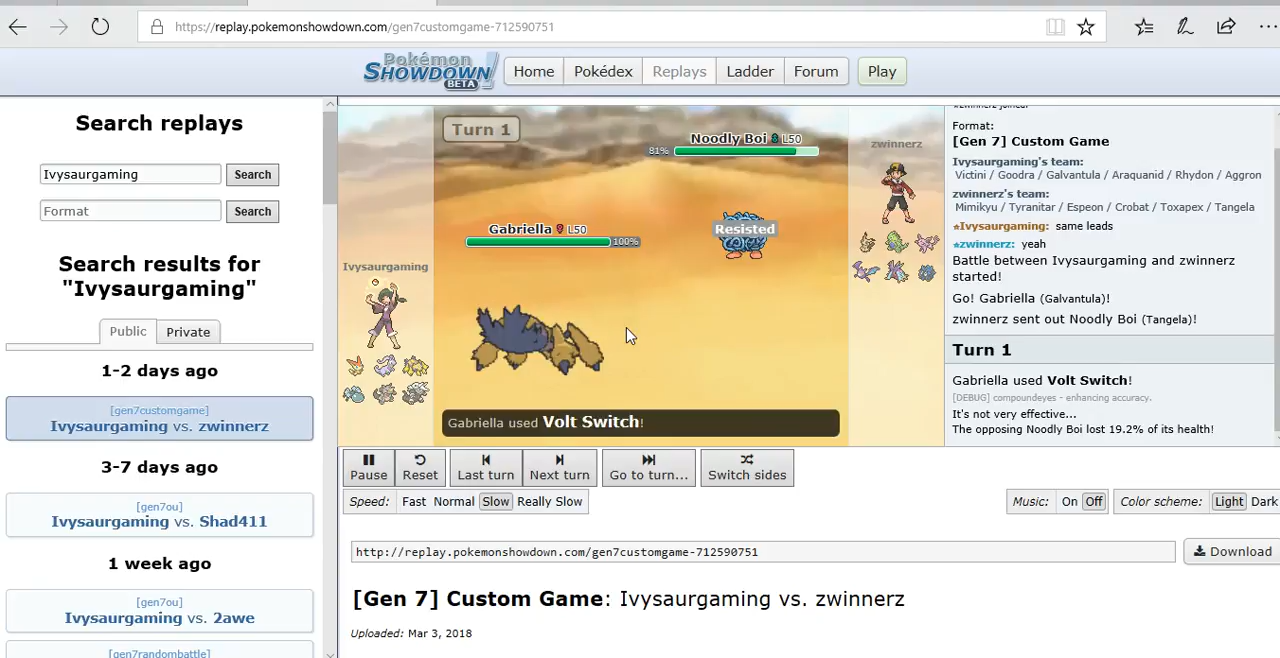 https://replay.pokemonshowdown.com/gen7customgame-712590751
Pokémon
SHOWDOWN
BETA
Home
Pokédex
Replays
Ladder
Forum
Play
Search replays
Ivysaurgaming
Search
Format
Search
Search results for
"Ivysaurgaming"
Public
Private
1-2 days ago
[gen7customgame]
Ivysaurgaming vs. zwinnerz
3-7 days ago
[gen7ou]
Ivysaurgaming vs. Shad411
1 week ago
[gen7ou]
Ivysaurgaming vs. 2awe
[gen7randombattle]
Turn 1
Noodly Boi L50
81%
zwinnerz
Resisted
Gabriella L50
100%
Ivysaurgaming
Gabriella used Volt Switch!
Format:
[Gen 7] Custom Game
Ivysaurgaming's team:
Victini / Goodra / Galvantula / Araquanid / Rhydon / Aggron
zwinnerz's team:
Mimikyu / Tyranitar / Espeon / Crobat / Toxapex / Tangela
☆Ivysaurgaming: same leads
☆zwinnerz: yeah
Battle between Ivysaurgaming and zwinnerz
started!
Go! Gabriella (Galvantula)!
zwinnerz sent out Noodly Boi (Tangela)!
Turn 1
Gabriella used Volt Switch!
[DEBUG] compoundeyes - enhancing accuracy.
It's not very effective...
The opposing Noodly Boi lost 19.2% of its health!
Pause
Reset
Last turn
Next turn
Go to turn...
Switch sides
Speed: Fast Normal Slow Really Slow
Music: On Off
Color scheme: Light Dark
http://replay.pokemonshowdown.com/gen7customgame-712590751
Download
[Gen 7] Custom Game: Ivysaurgaming vs. zwinnerz
Uploaded: Mar 3, 2018